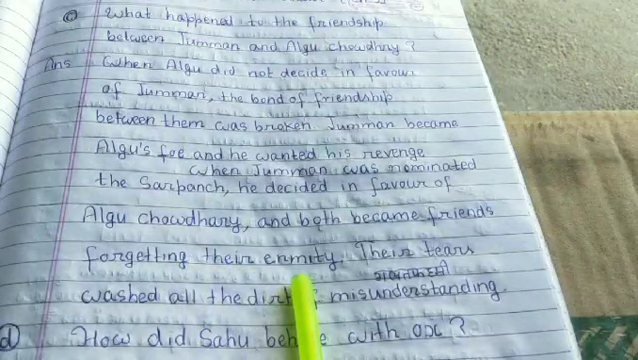 c) What happened to the friendship
between Jumman and Algu chowdhary?
Ans When Algu did not decide in favour
of Jumman, the bond of friendship
between them was broken Jumman became
Algu's foe and he wanted his revenge
when Jumman was nominated
the Sarpanch, he decided in favour of
Algu chowdhary, and both became friends
forgetting their enmity. Their tears
washed all the dirt misunderstanding
d) How did Sahu with ox?